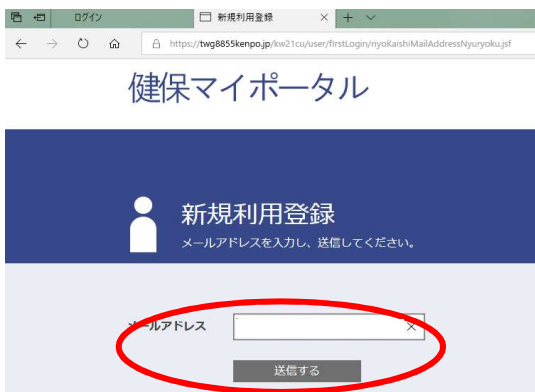 ログイン
新規利用登録
https://twg8855kenpo.jp/kw21cu/user/firstLogin/riyoKaishiMailAddressNyuryoku.jsf
健保マイポータル
新規利用登録
メールアドレスを入力し、送信してください。
メールアドレス
送信する